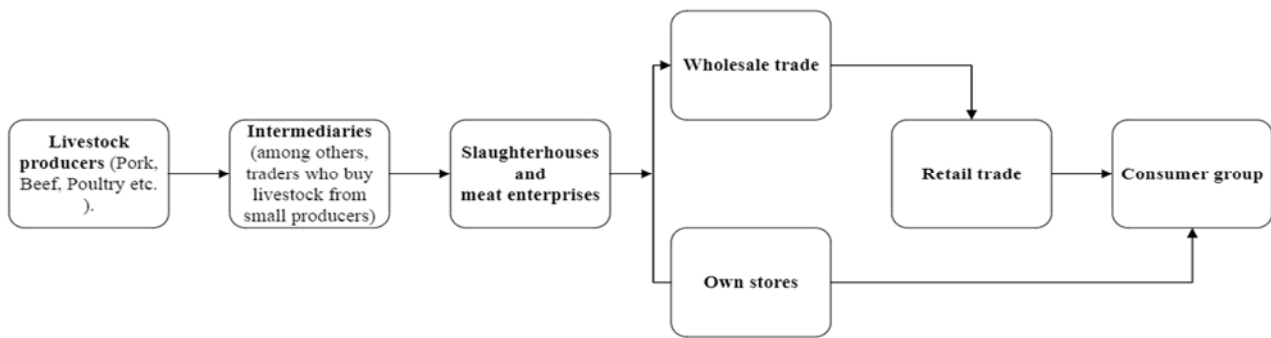 Livestock
producers (Pork,
Beef, Poultry etc.
).
Intermediaries
(among others,
traders who buy
livestock from
small producers)
Slaughterhouses
and
meat enterprises
Wholesale trade
Own stores
Retail trade
Consumer group